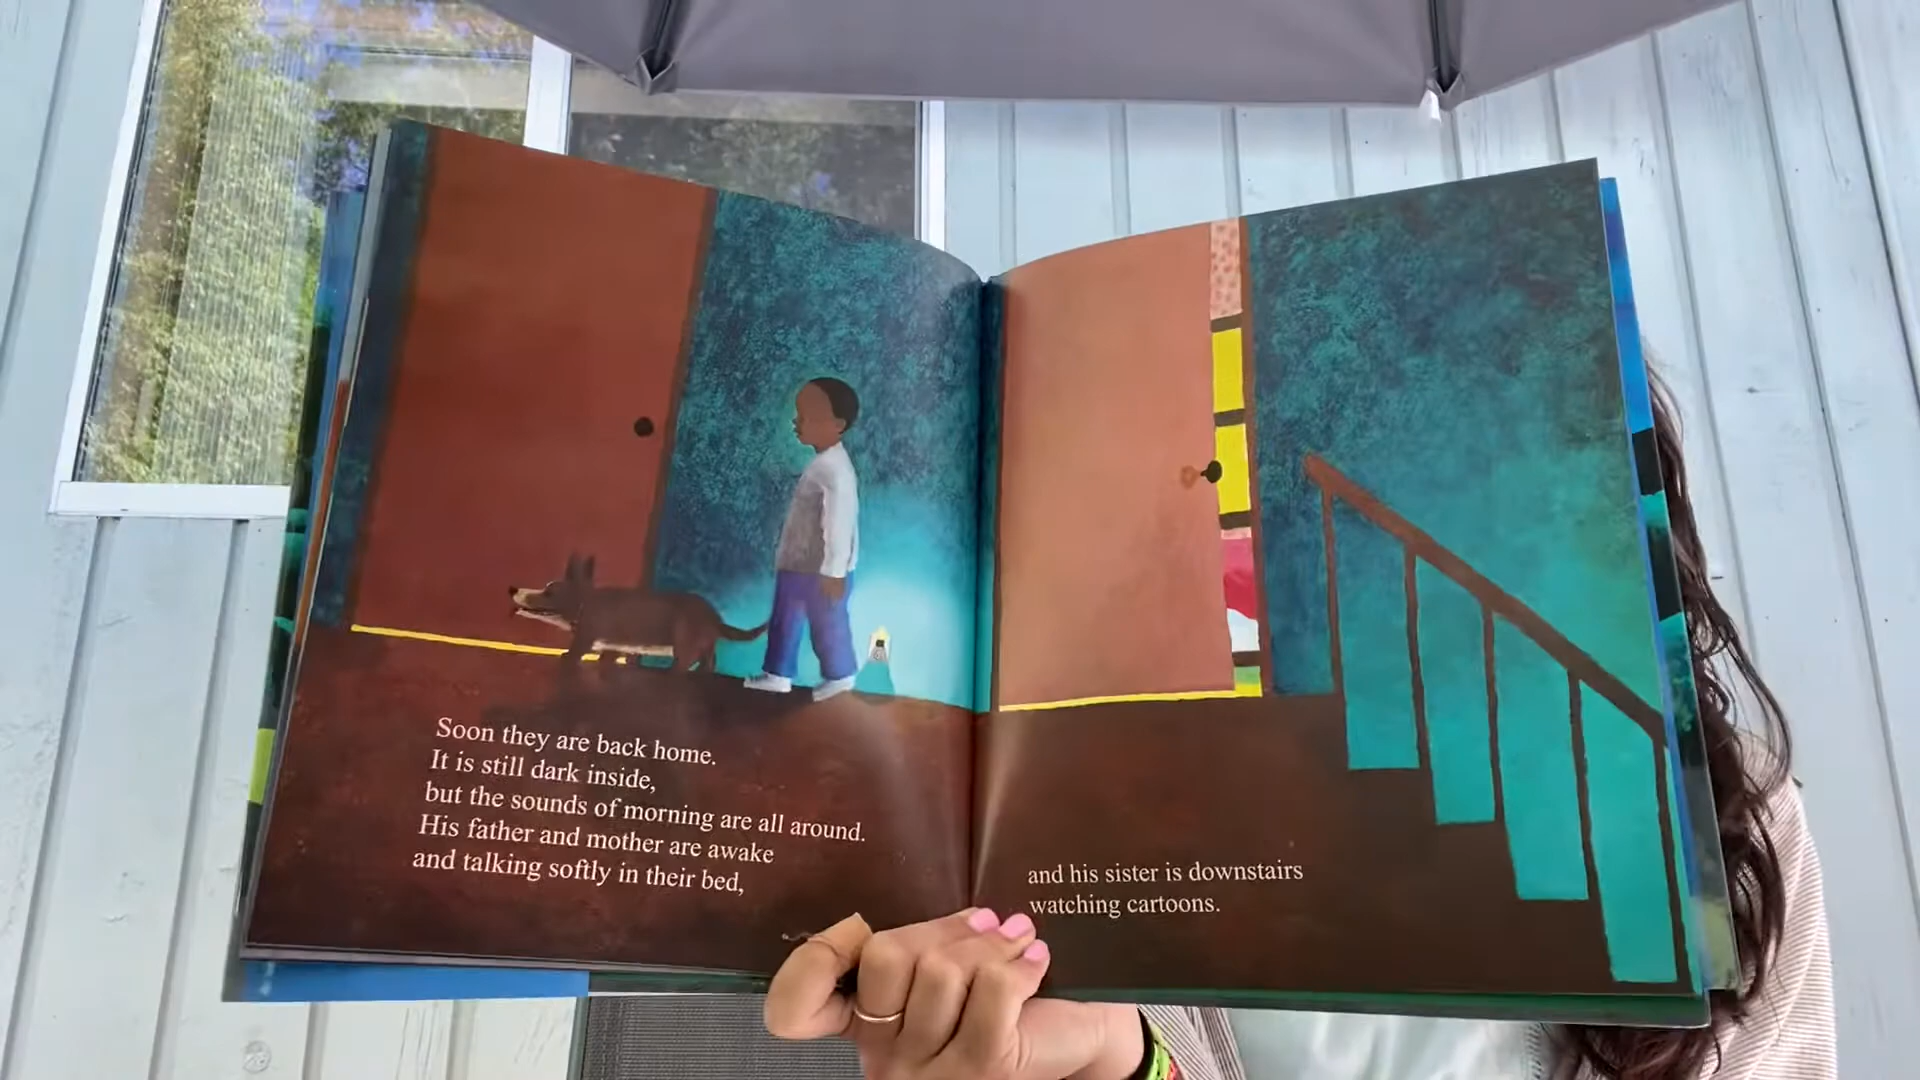 Soon they are back home.
It is still dark inside,
but the sounds of morning are all around.
His father and mother are awake
and talking softly in their bed,
and his sister is downstairs
watching cartoons.